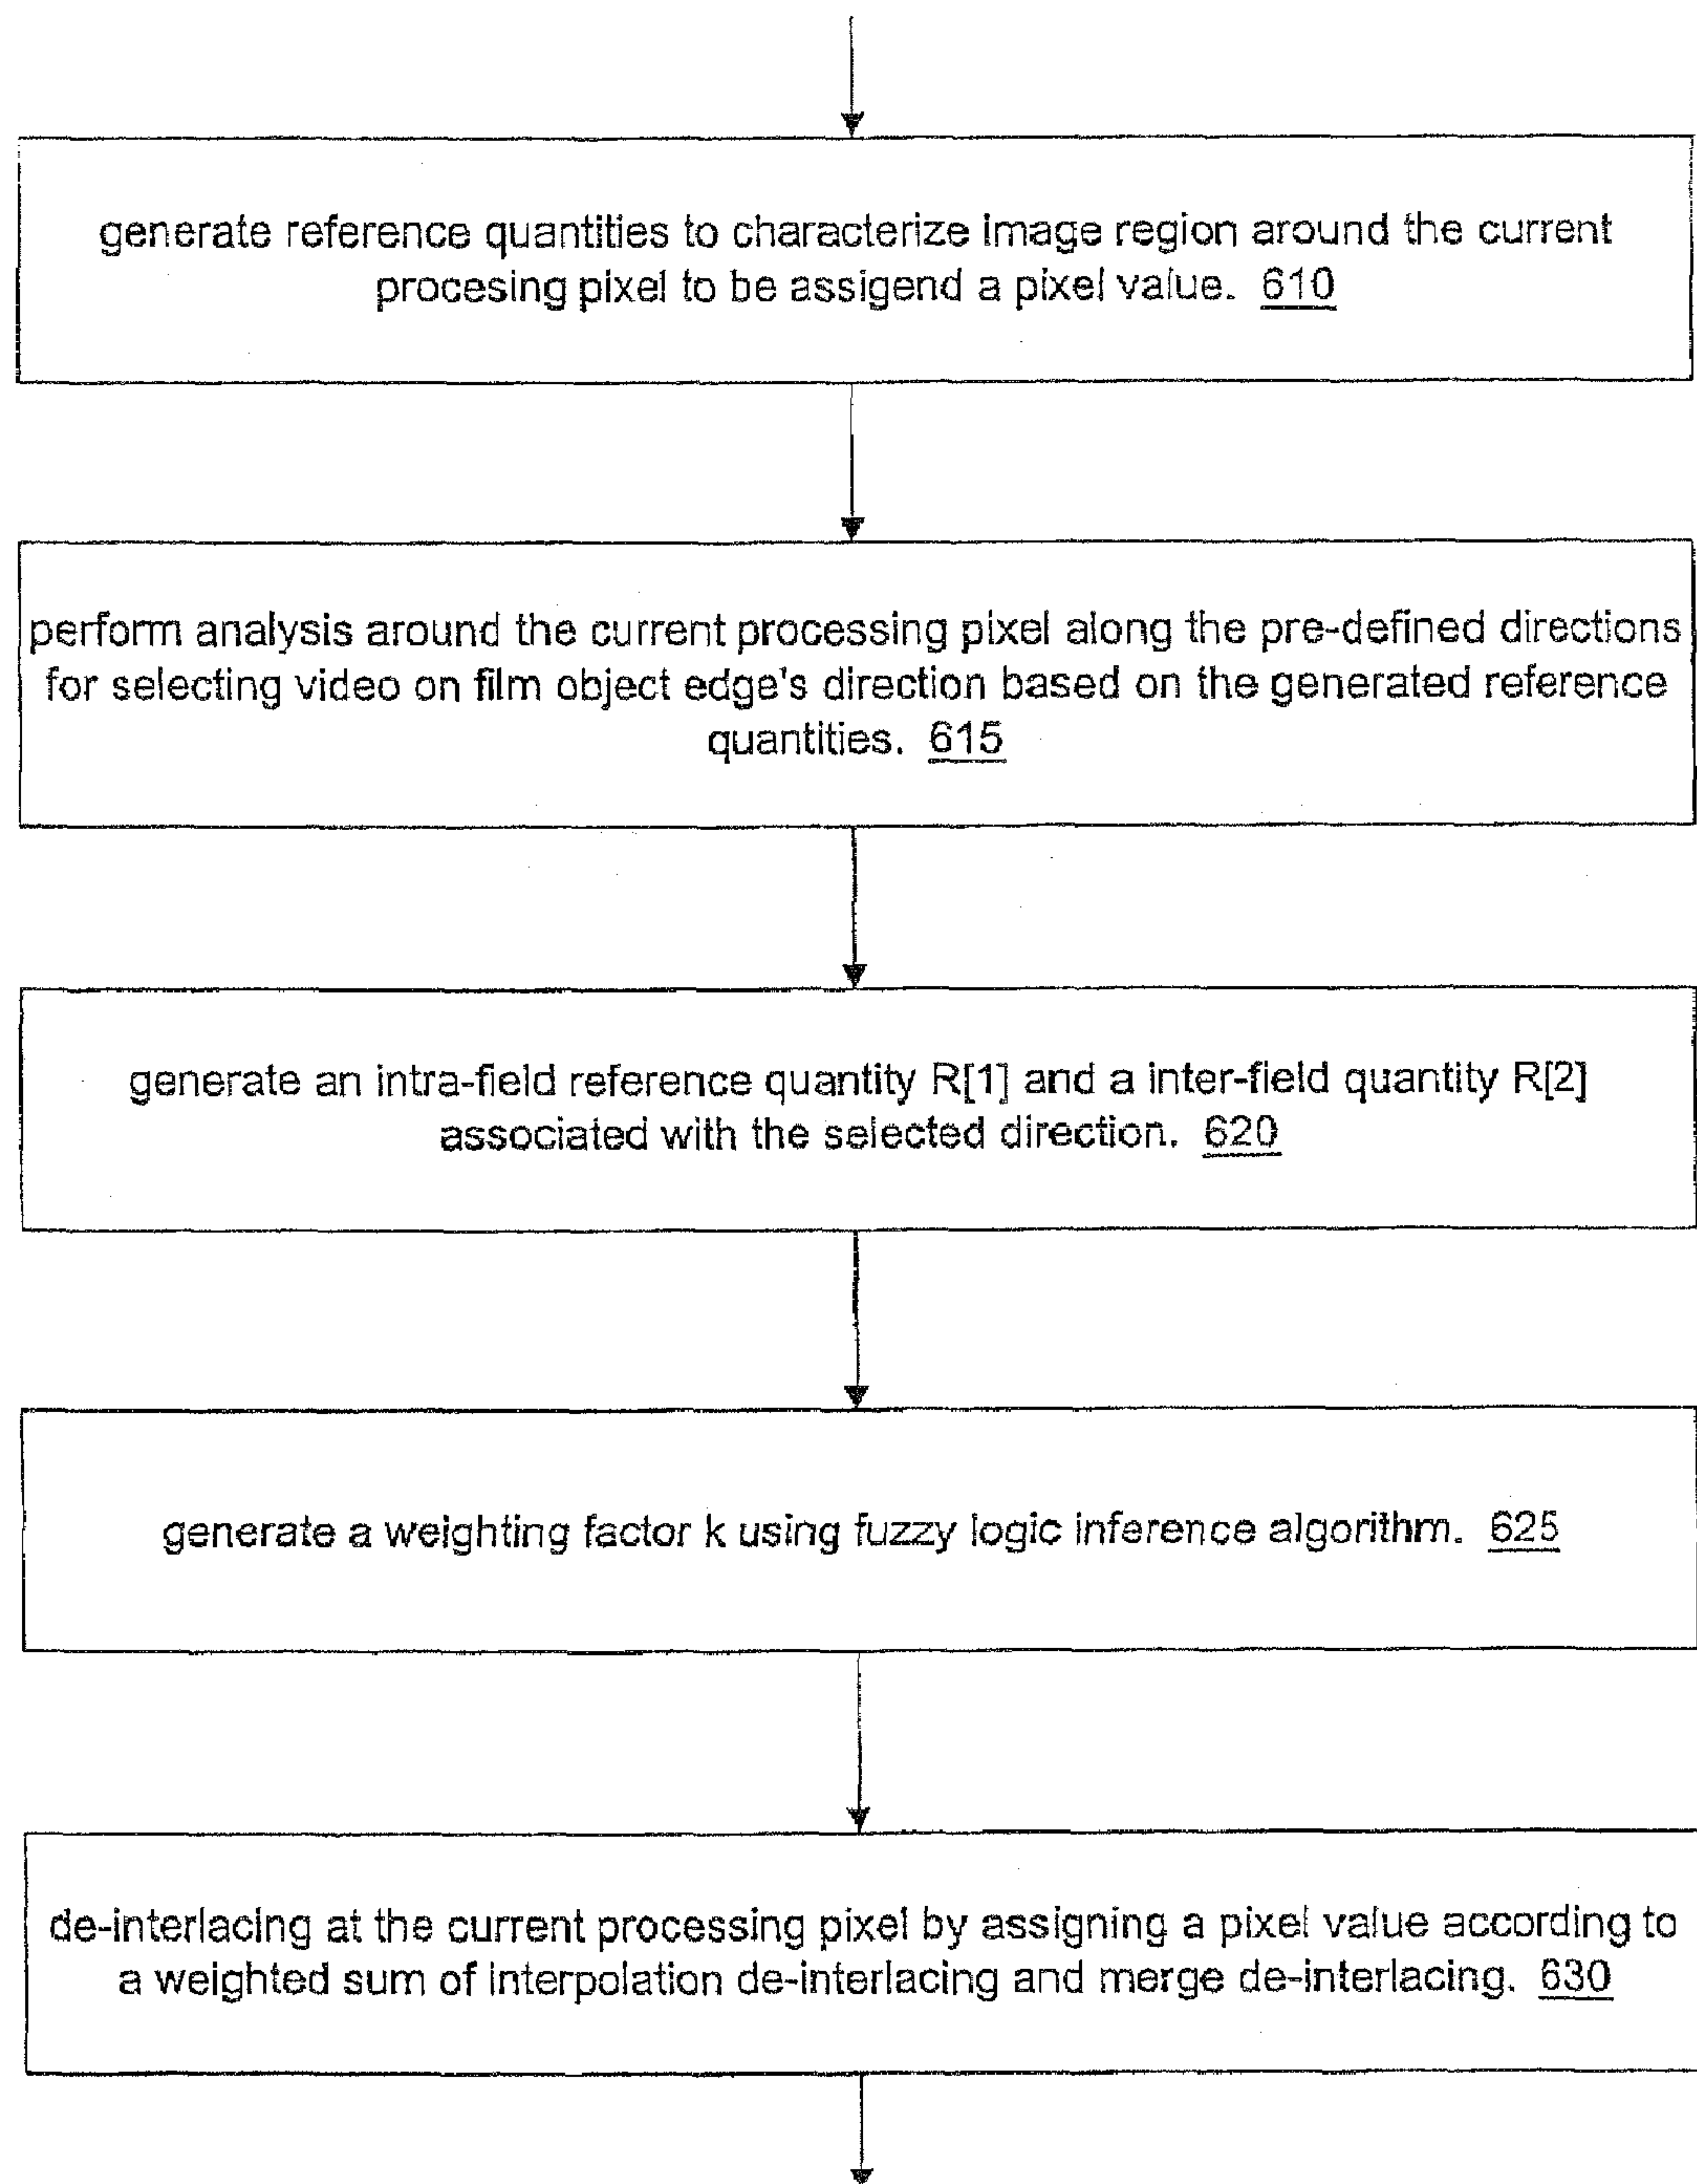 generate reference quantities to characterize image region around the current
procesing pixel to be assigend a pixel value. 610
perform analysis around the current processing pixel along the pre-defined directions
for selecting video on film object edge's direction based on the generated reference
quantities. 615
generate an intra-field reference quantity R[1] and a inter-field quantity R[2]
associated with the selected direction. 620
generate a weighting factor k using fuzzy logic inference algorithm. 625
de-interlacing at the current processing pixel by assigning a pixel value according to
a weighted sum of interpolation de-interlacing and merge de-interlacing. 630